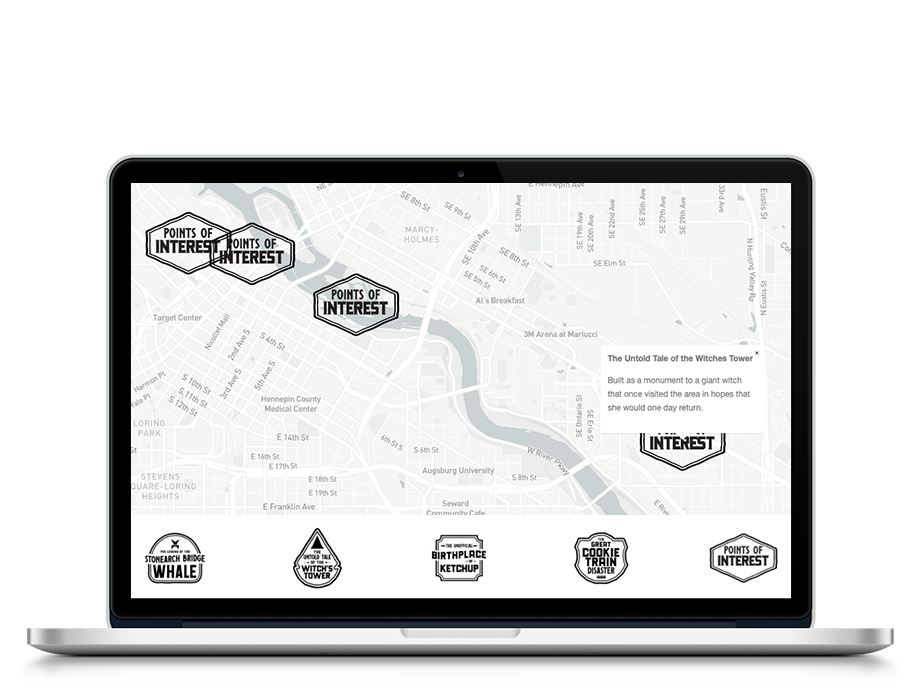 E Hennepin Ave
SE 8th St
SE 9th St
SE 13th Ave
SE 19th Ave
SE 20th Ave
SE 22nd Ave
SE 25th Ave
SE 27th Ave
SE 29th Ave
33rd Ave
Eustis St
MARCY-
HOLMES
SE 10th Ave
SE 8th St
SE 6th St
SE 5th St
SE Elm St
N Hunting Valley Rd
N Eustis St
POINTS OF
INTEREST
POINTS OF
INTEREST
POINTS OF
INTEREST
Al's Breakfast
3M Arena at Mariucci
Target Center
Nicollet Mall
2nd Ave S
3rd Ave S
5th Ave S
S 4th St
Harmon Pl
Yale Pl
S 10th St
S 11th St
S 12th St
The Untold Tale of the Witches Tower ×
Built as a monument to a giant witch
that once visited the area in hopes that
she would one day return.
INTEREST
Hennepin County
Medical Center
SE Ontario St
SE Erie St
LORING
PARK
E 14th St
E 16th St
E 17th St
E 18th St
E 19th St
E Franklin Ave
6th St S
S 6th St
Augsburg University
S 8th St
W River Pkwy
STEVENS
SQUARE-LORING
HEIGHTS
Seward
Community Cafe
THE LEGEND OF THE
STONEARCH BRIDGE
WHALE
THE
UNTOLD TALE
OF THE
WITCH'S
TOWER
THE UNOFFICIAL
BIRTHPLACE
OF
KETCHUP
THE
GREAT
COOKIE
TRAIN
DISASTER
POINTS OF
INTEREST